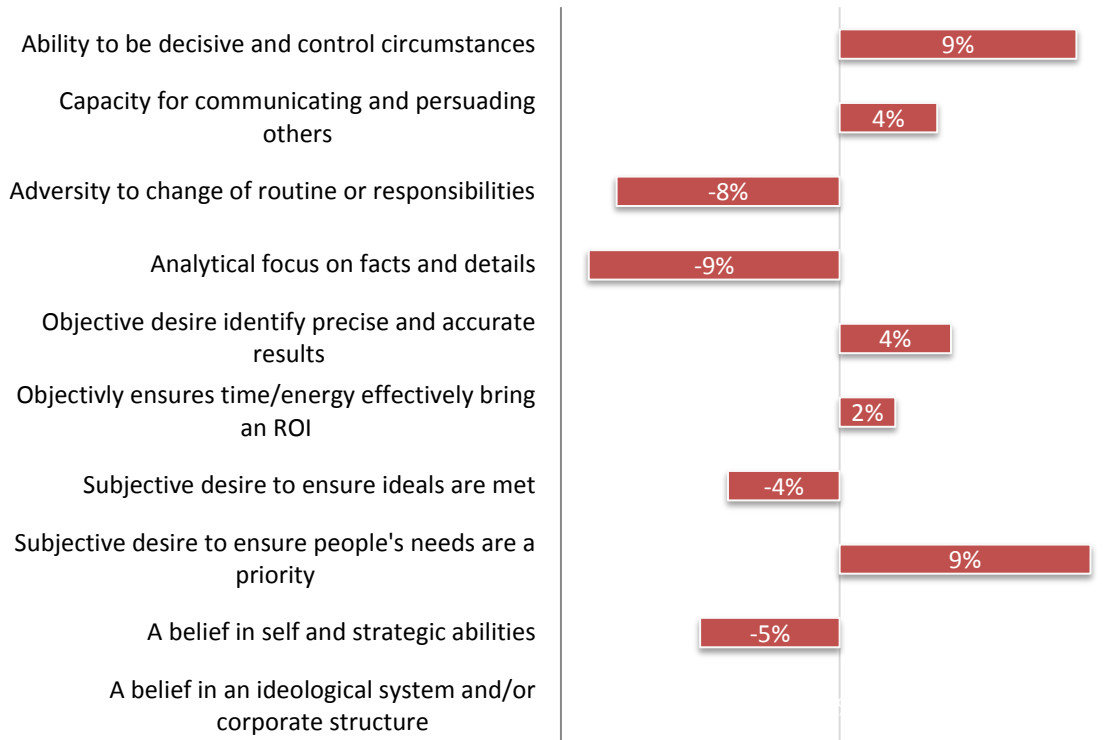 Ability to be decisive and control circumstances
9%
Capacity for communicating and persuading
others
4%
Adversity to change of routine or responsibilities
-8%
Analytical focus on facts and details
-9%
Objective desire identify precise and accurate
results
4%
Objectivly ensures time/energy effectively bring
an ROI
2%
Subjective desire to ensure ideals are met
-4%
Subjective desire to ensure people's needs are a
priority
9%
A belief in self and strategic abilities
-5%
A belief in an ideological system and/or
corporate structure